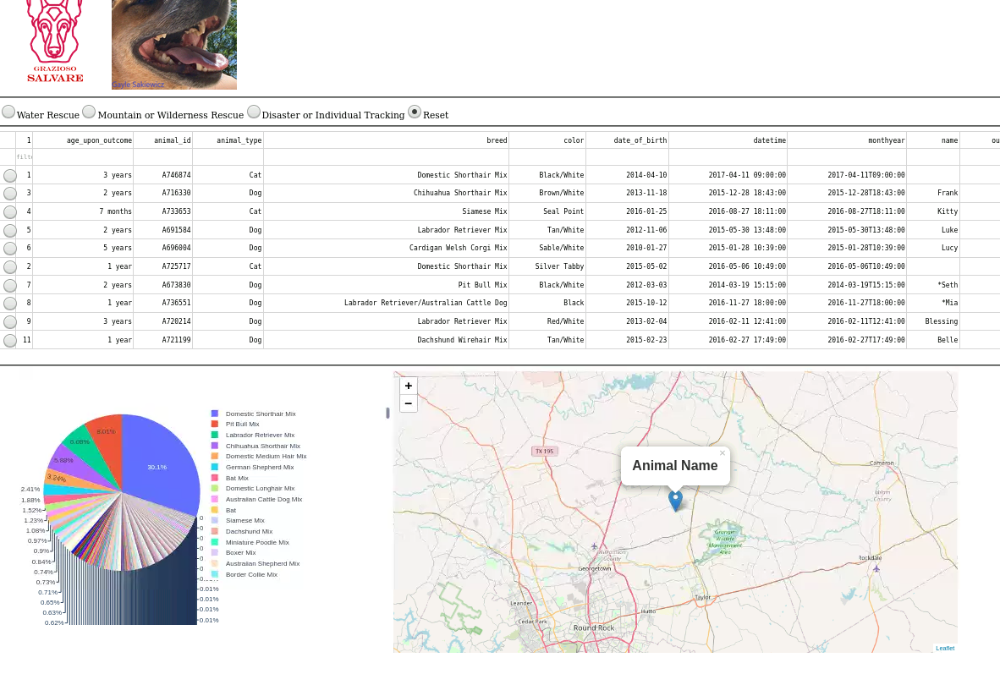 GRAZIOSO
SALVARE
Gayle Sakiewicz
Water Rescue Mountain or Wilderness Rescue Disaster or Individual Tracking Reset
1 age_upon_outcome animal_id animal_type breed color date_of_birth datetime monthyear name ou
filt
1 3 years A746874 Cat Domestic Shorthair Mix Black/White 2014-04-10 2017-04-11 09:00:00 2017-04-11T09:00:00
3 2 years A716330 Dog Chihuahua Shorthair Mix Brown/White 2013-11-18 2015-12-28 18:43:00 2015-12-28T18:43:00 Frank
4 7 months A733653 Cat Siamese Mix Seal Point 2016-01-25 2016-08-27 18:11:00 2016-08-27T18:11:00 Kitty
5 2 years A691584 Dog Labrador Retriever Mix Tan/White 2012-11-06 2015-05-30 13:48:00 2015-05-30T13:48:00 Luke
6 5 years A696004 Dog Cardigan Welsh Corgi Mix Sable/White 2010-01-27 2015-01-28 10:39:00 2015-01-28T10:39:00 Lucy
2 1 year A725717 Cat Domestic Shorthair Mix Silver Tabby 2015-05-02 2016-05-06 10:49:00 2016-05-06T10:49:00
7 2 years A673830 Dog Pit Bull Mix Black/White 2012-03-03 2014-03-19 15:15:00 2014-03-19T15:15:00 *Seth
8 1 year A736551 Dog Labrador Retriever/Australian Cattle Dog Black 2015-10-12 2016-11-27 18:00:00 2016-11-27T18:00:00 *Mia
9 3 years A720214 Dog Labrador Retriever Mix Red/White 2013-02-04 2016-02-11 12:41:00 2016-02-11T12:41:00 Blessing
11 1 year A721199 Dog Dachshund Wirehair Mix Tan/White 2015-02-23 2016-02-27 17:49:00 2016-02-27T17:49:00 Belle
30.1%
8.01%
6.08%
5.88%
3.24%
2.41%
1.88%
1.52%
1.23%
1.08%
0.97%
0.9%
0.84%
0.74%
0.73%
0.71%
0.65%
0.63%
0.62%
0
0
0
0
0
0
0.01%
0.01%
0.01%
0.01%
Domestic Shorthair Mix
Pit Bull Mix
Labrador Retriever Mix
Chihuahua Shorthair Mix
Domestic Medium Hair Mix
German Shepherd Mix
Bat Mix
Domestic Longhair Mix
Australian Cattle Dog Mix
Bat
Siamese Mix
Dachshund Mix
Miniature Poodle Mix
Boxer Mix
Australian Shepherd Mix
Border Collie Mix
+
−
TX 195
Animal Name
×
Cameron
Milam
County
Granger
Wildlife
Management
Area
Williamson
County
Georgetown
Rockdale
Leander
Taylor
Hutto
Cedar Park
Round Rock
Leaflet